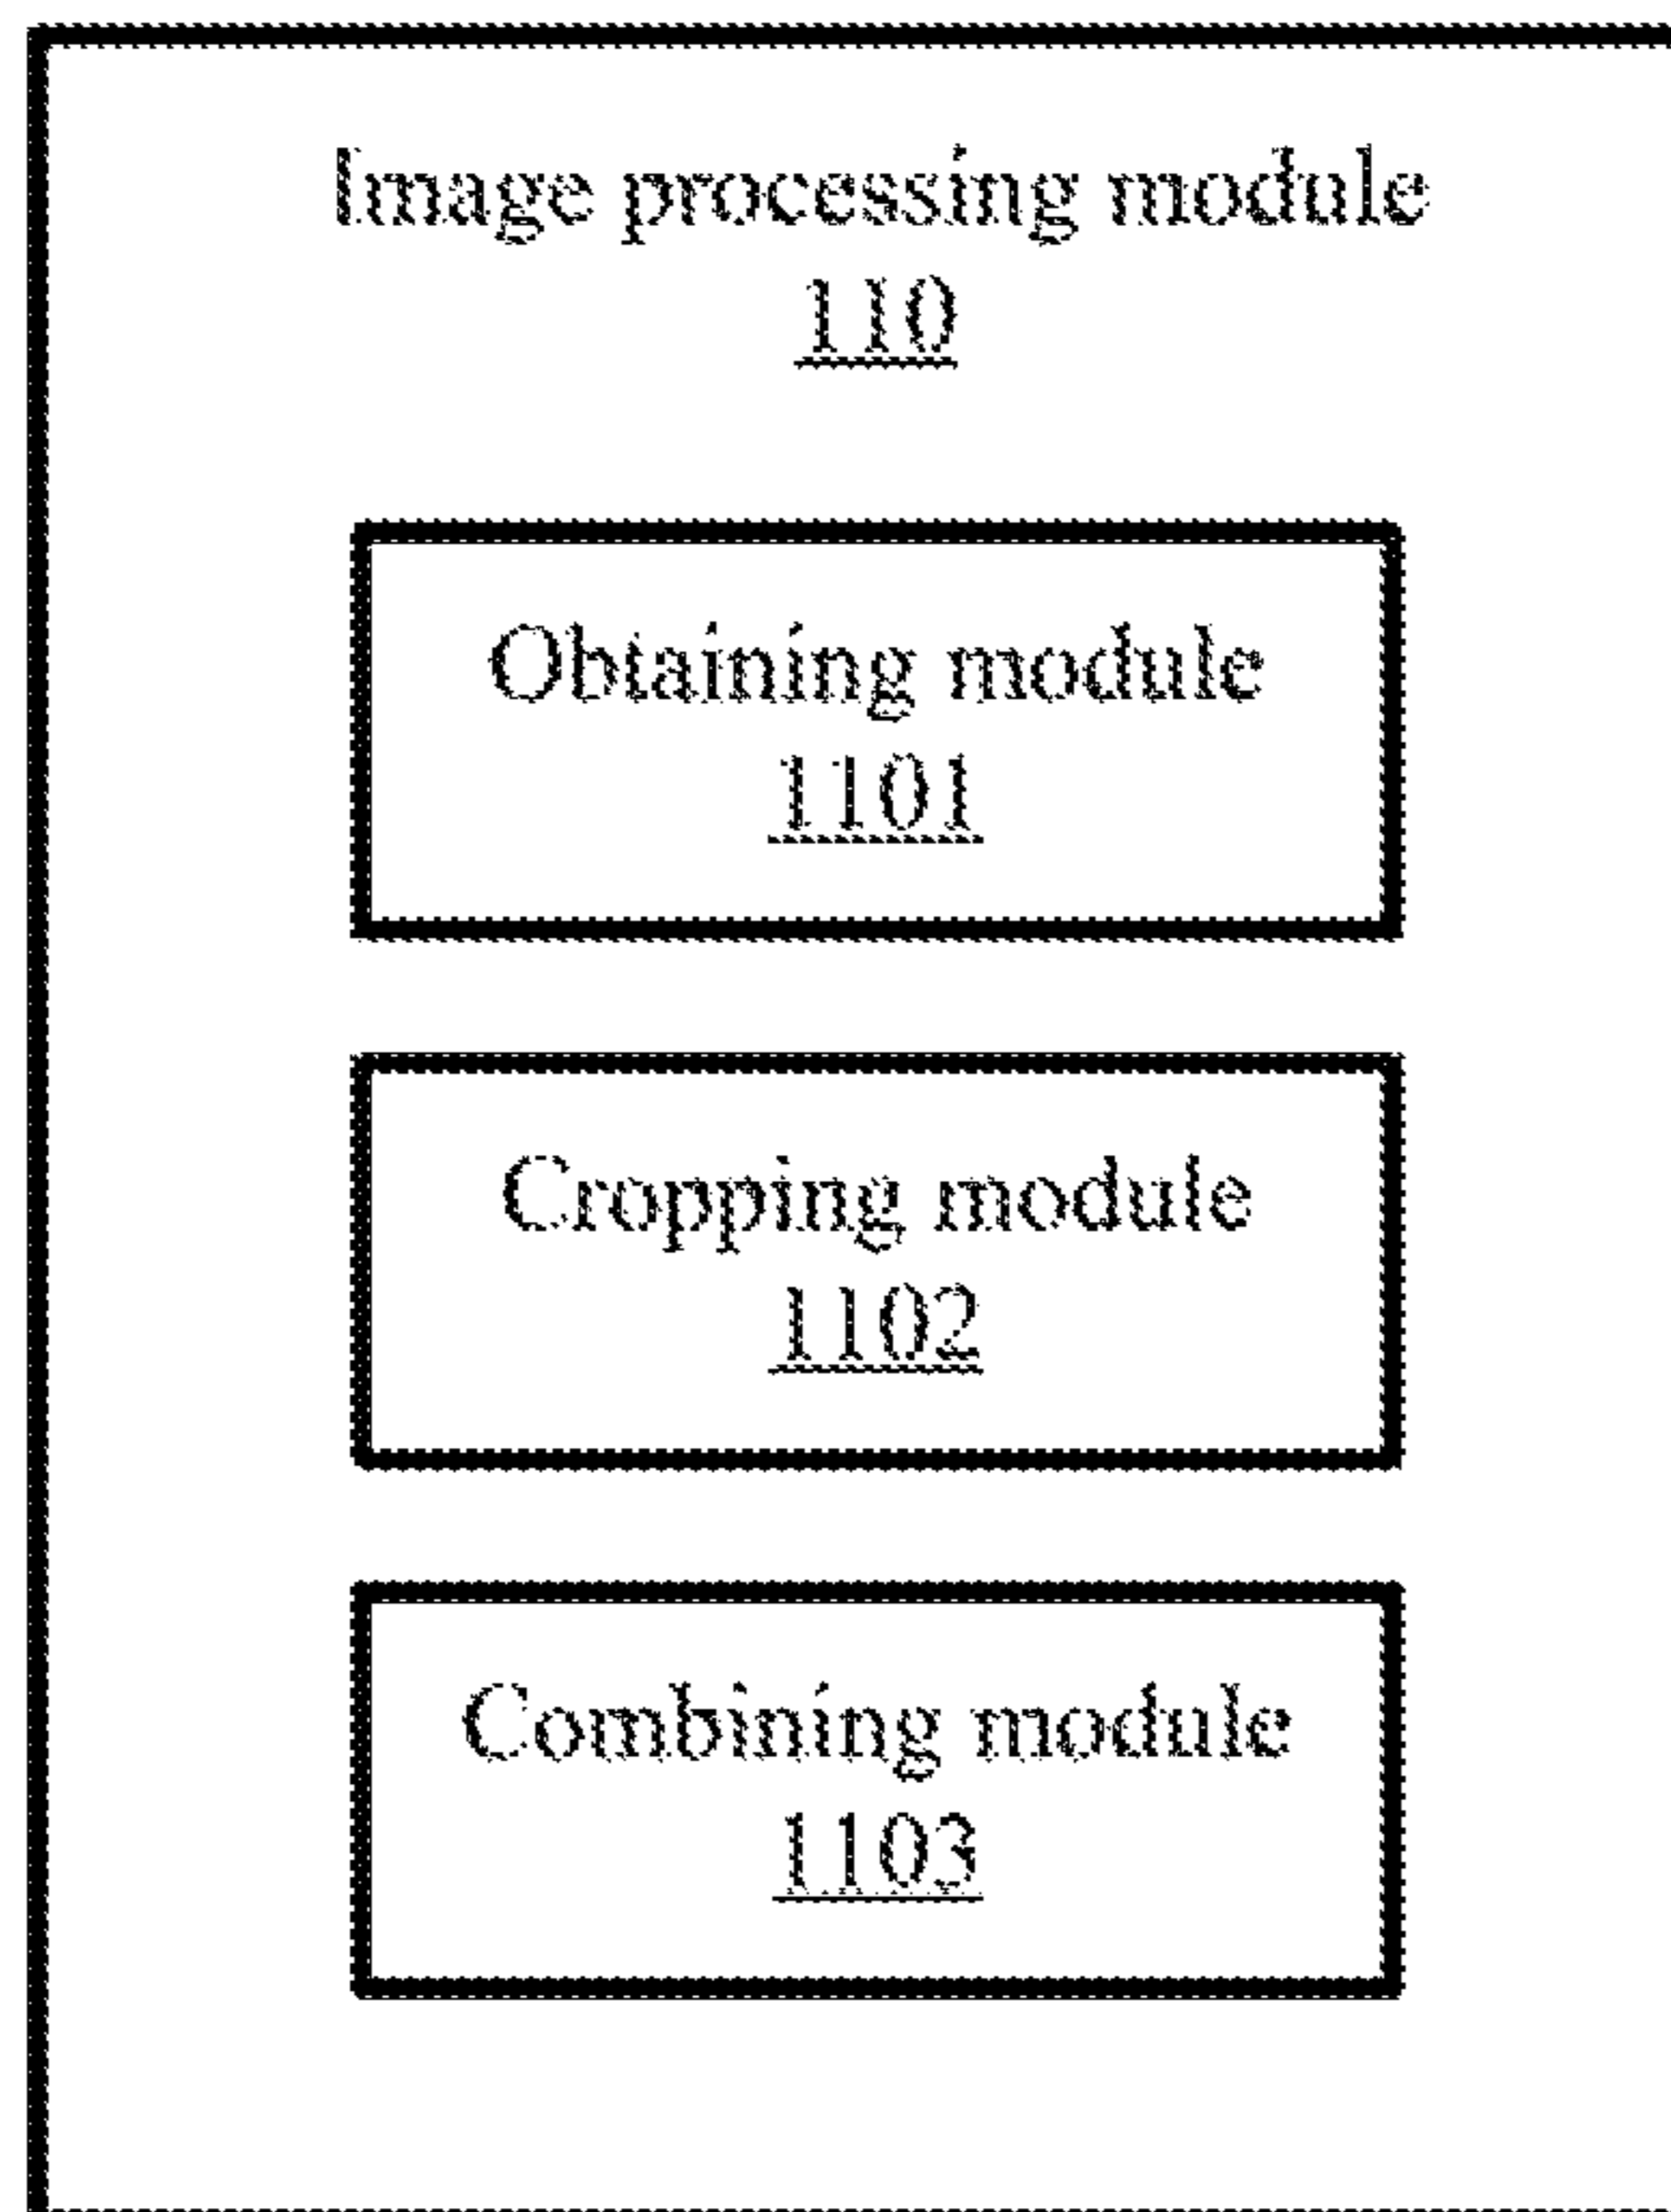 Image processing module
110
Obtaining module
1101
Cropping module
1102
Combining module
1103